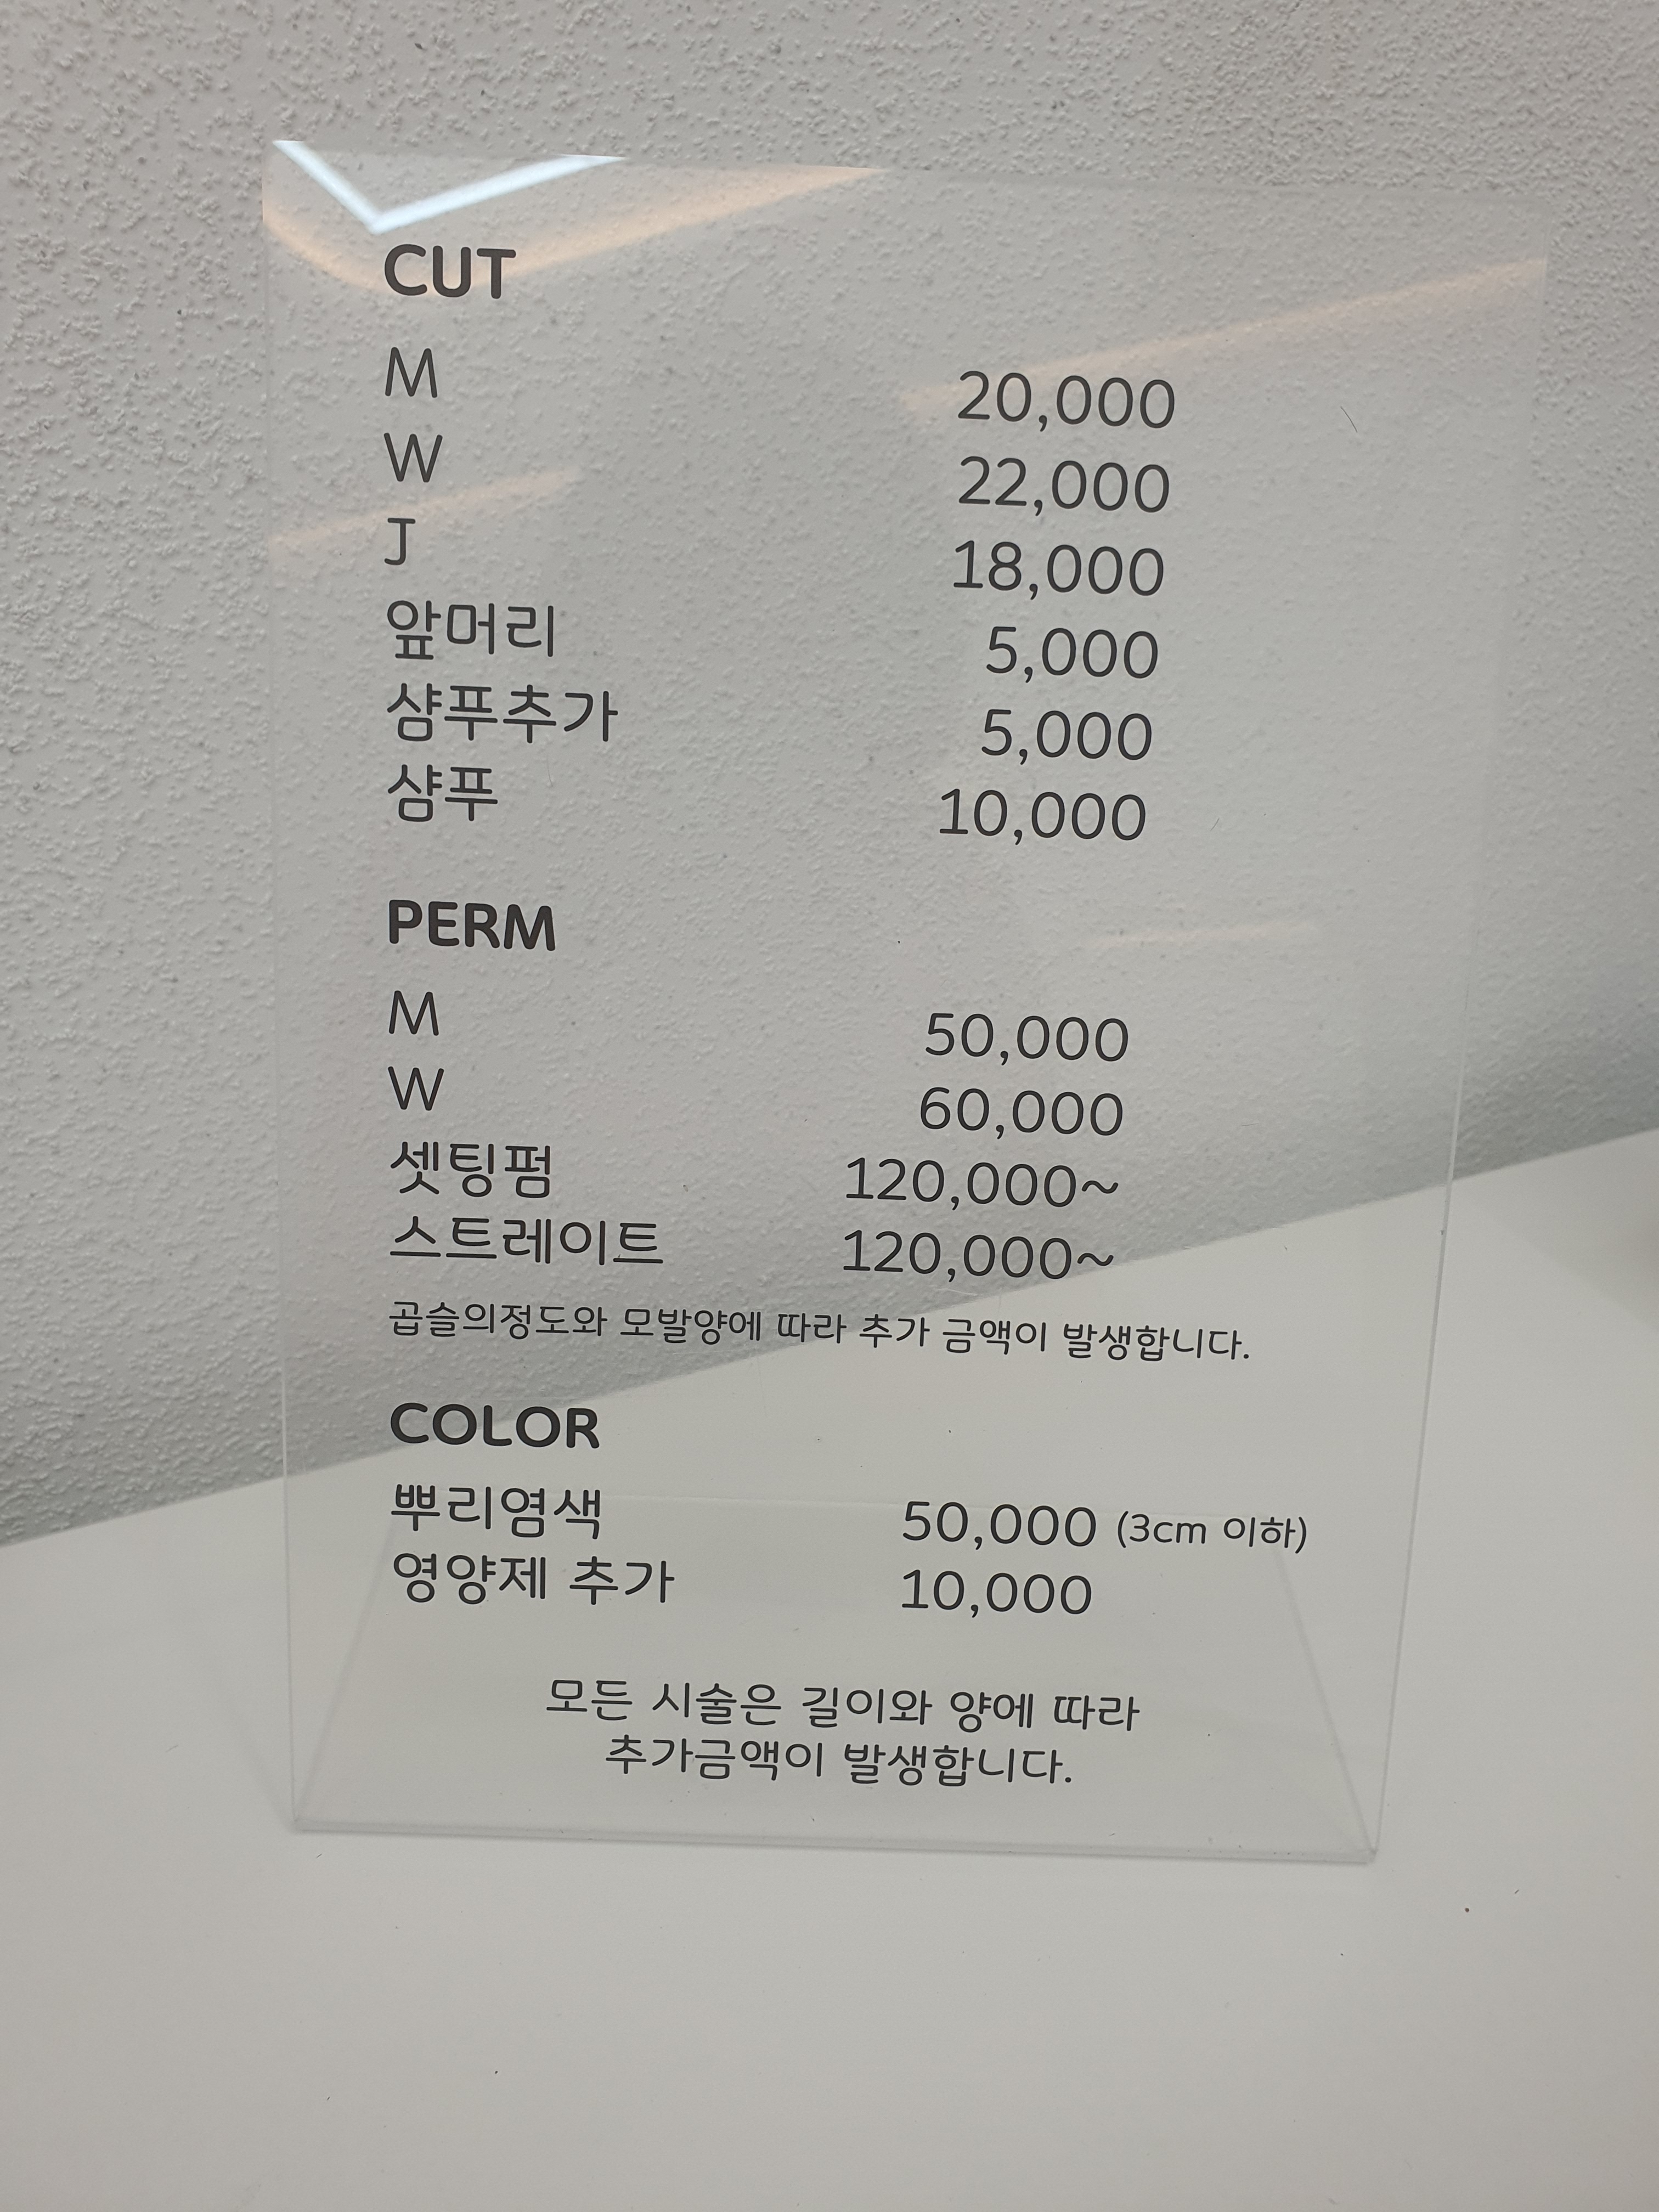 CUT
M 20,000
W 22,000
J 18,000
앞머리 5,000
샴푸추가 5,000
샴푸 10,000
PERM
M 50,000
W 60,000
셋팅펌 120,000~
스트레이트 120,000~
곱슬의정도와 모발양에 따라 추가 금액이 발생합니다.
COLOR
뿌리염색 50,000 (3cm 이하)
영양제 추가 10,000
모든 시술은 길이와 양에 따라
추가금액이 발생합니다.